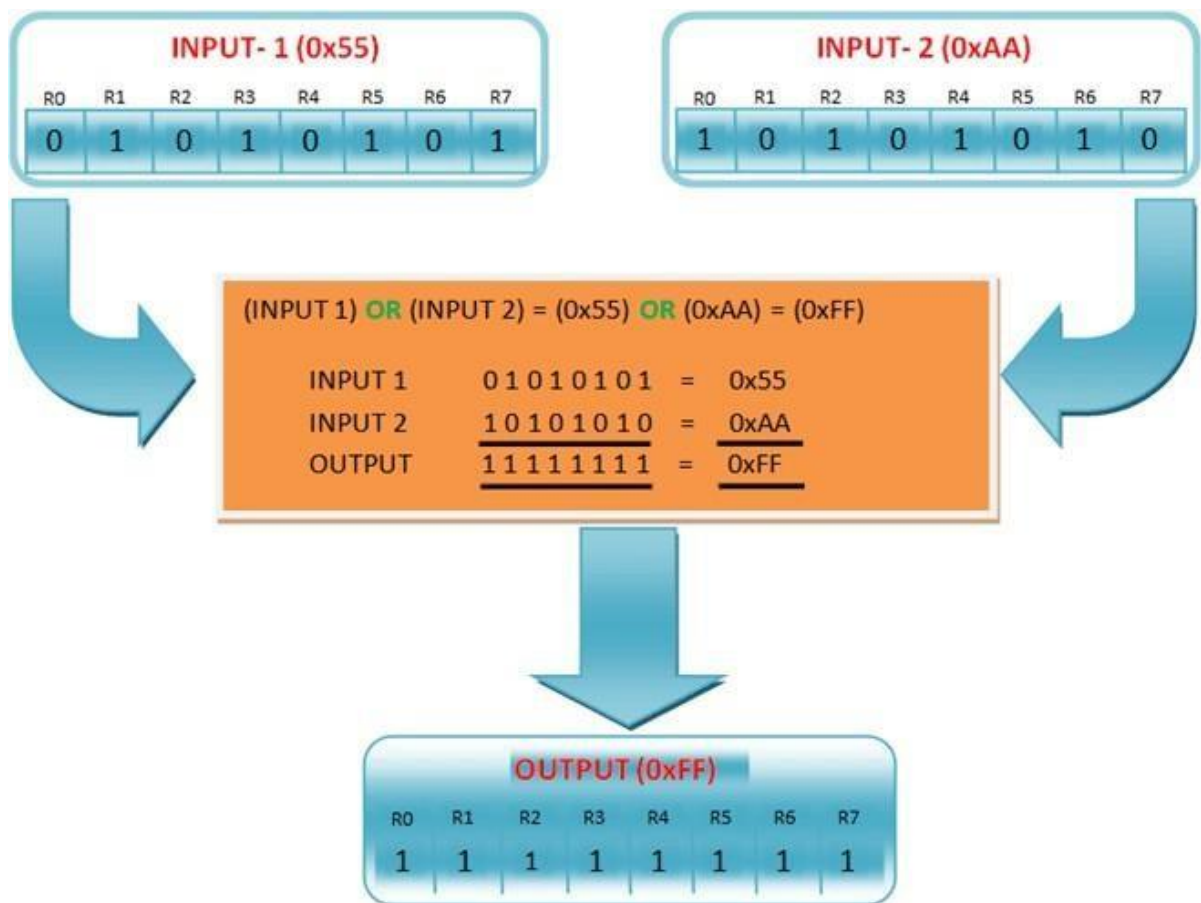 INPUT- 1 (0x55)
R0 R1 R2 R3 R4 R5 R6 R7
0 1 0 1 0 1 0 1
INPUT- 2 (0xAA)
R0 R1 R2 R3 R4 R5 R6 R7
1 0 1 0 1 0 1 0
(INPUT 1) OR (INPUT 2) = (0x55) OR (0xAA) = (0xFF)
INPUT 1 0 1 0 1 0 1 0 1 = 0x55
INPUT 2 1 0 1 0 1 0 1 0 = 0xAA
OUTPUT 1 1 1 1 1 1 1 1 = 0xFF
OUTPUT (0xFF)
R0 R1 R2 R3 R4 R5 R6 R7
1 1 1 1 1 1 1 1